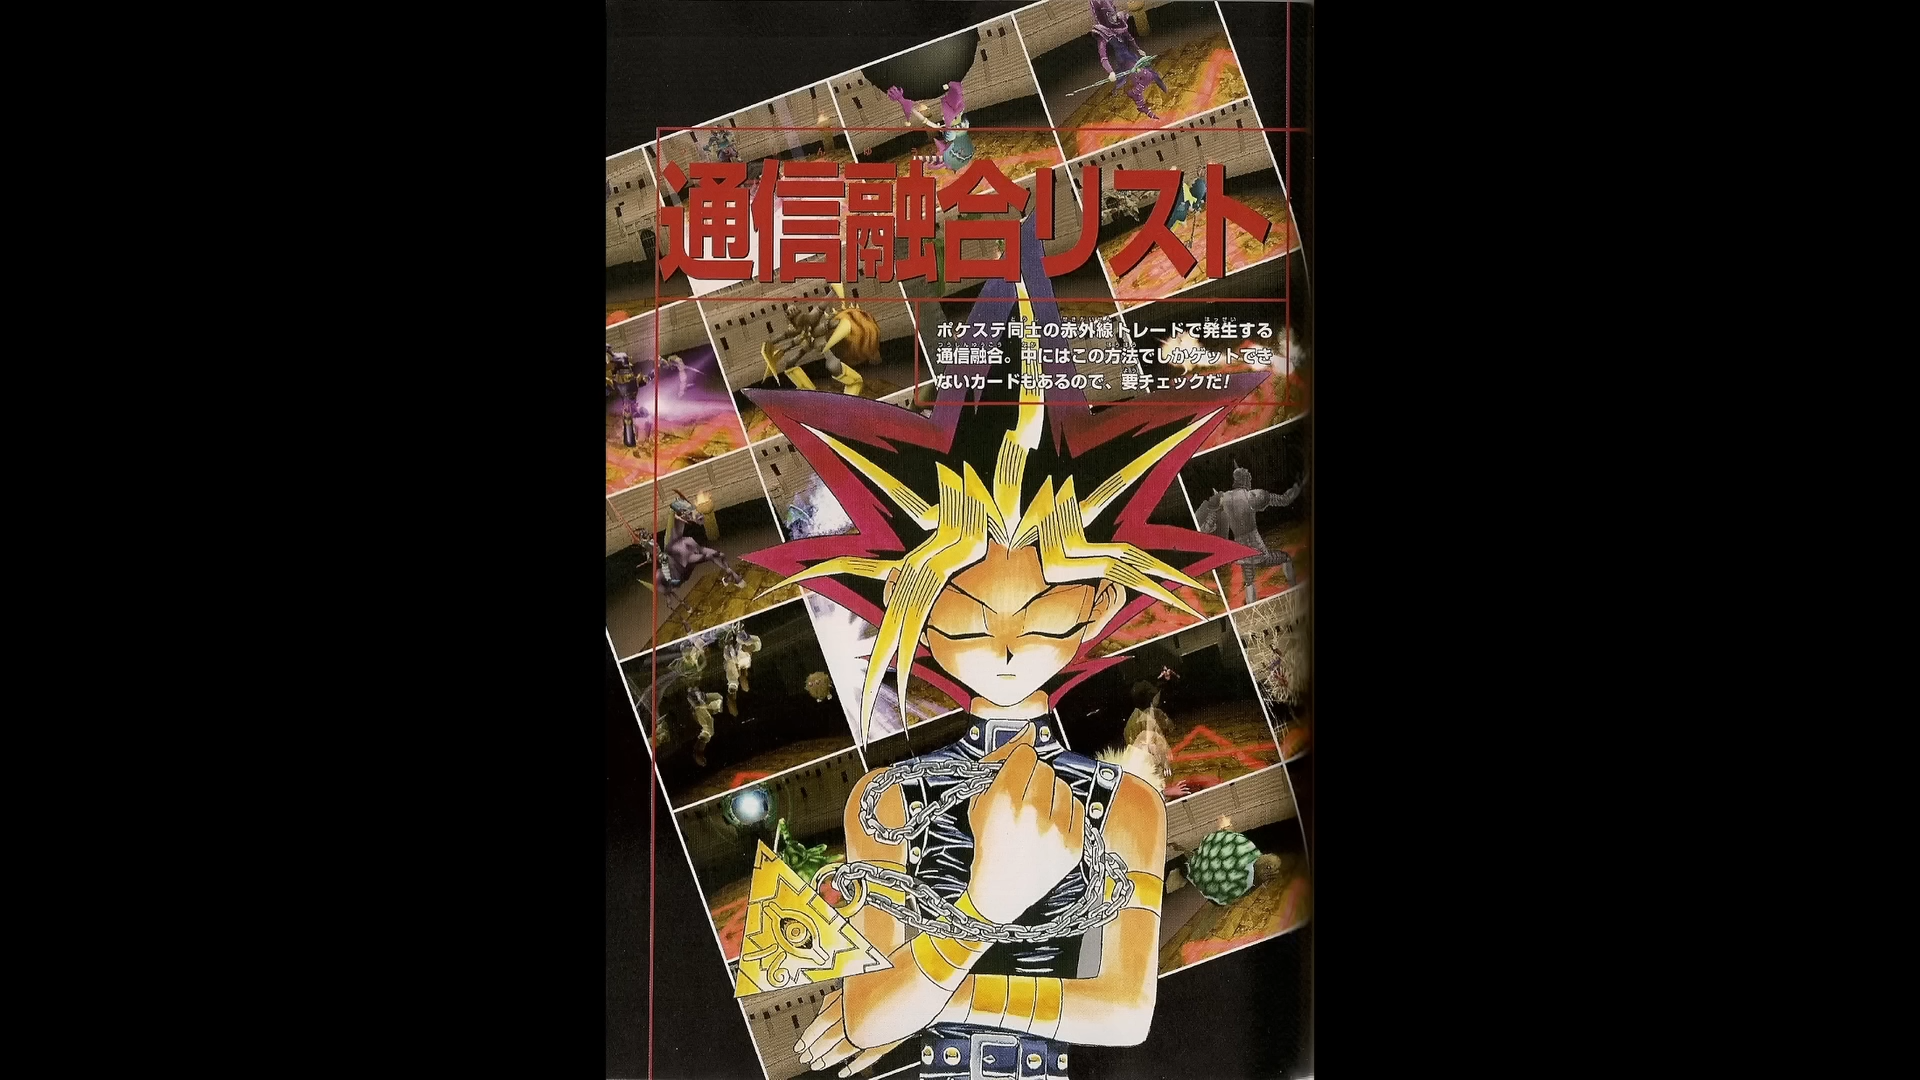 通信融合リスト
ポケステ同士の赤外線トレードで発生する
通信融合。中にはこの方法でしかゲットでき
ないカードもあるので、要チェックだ!